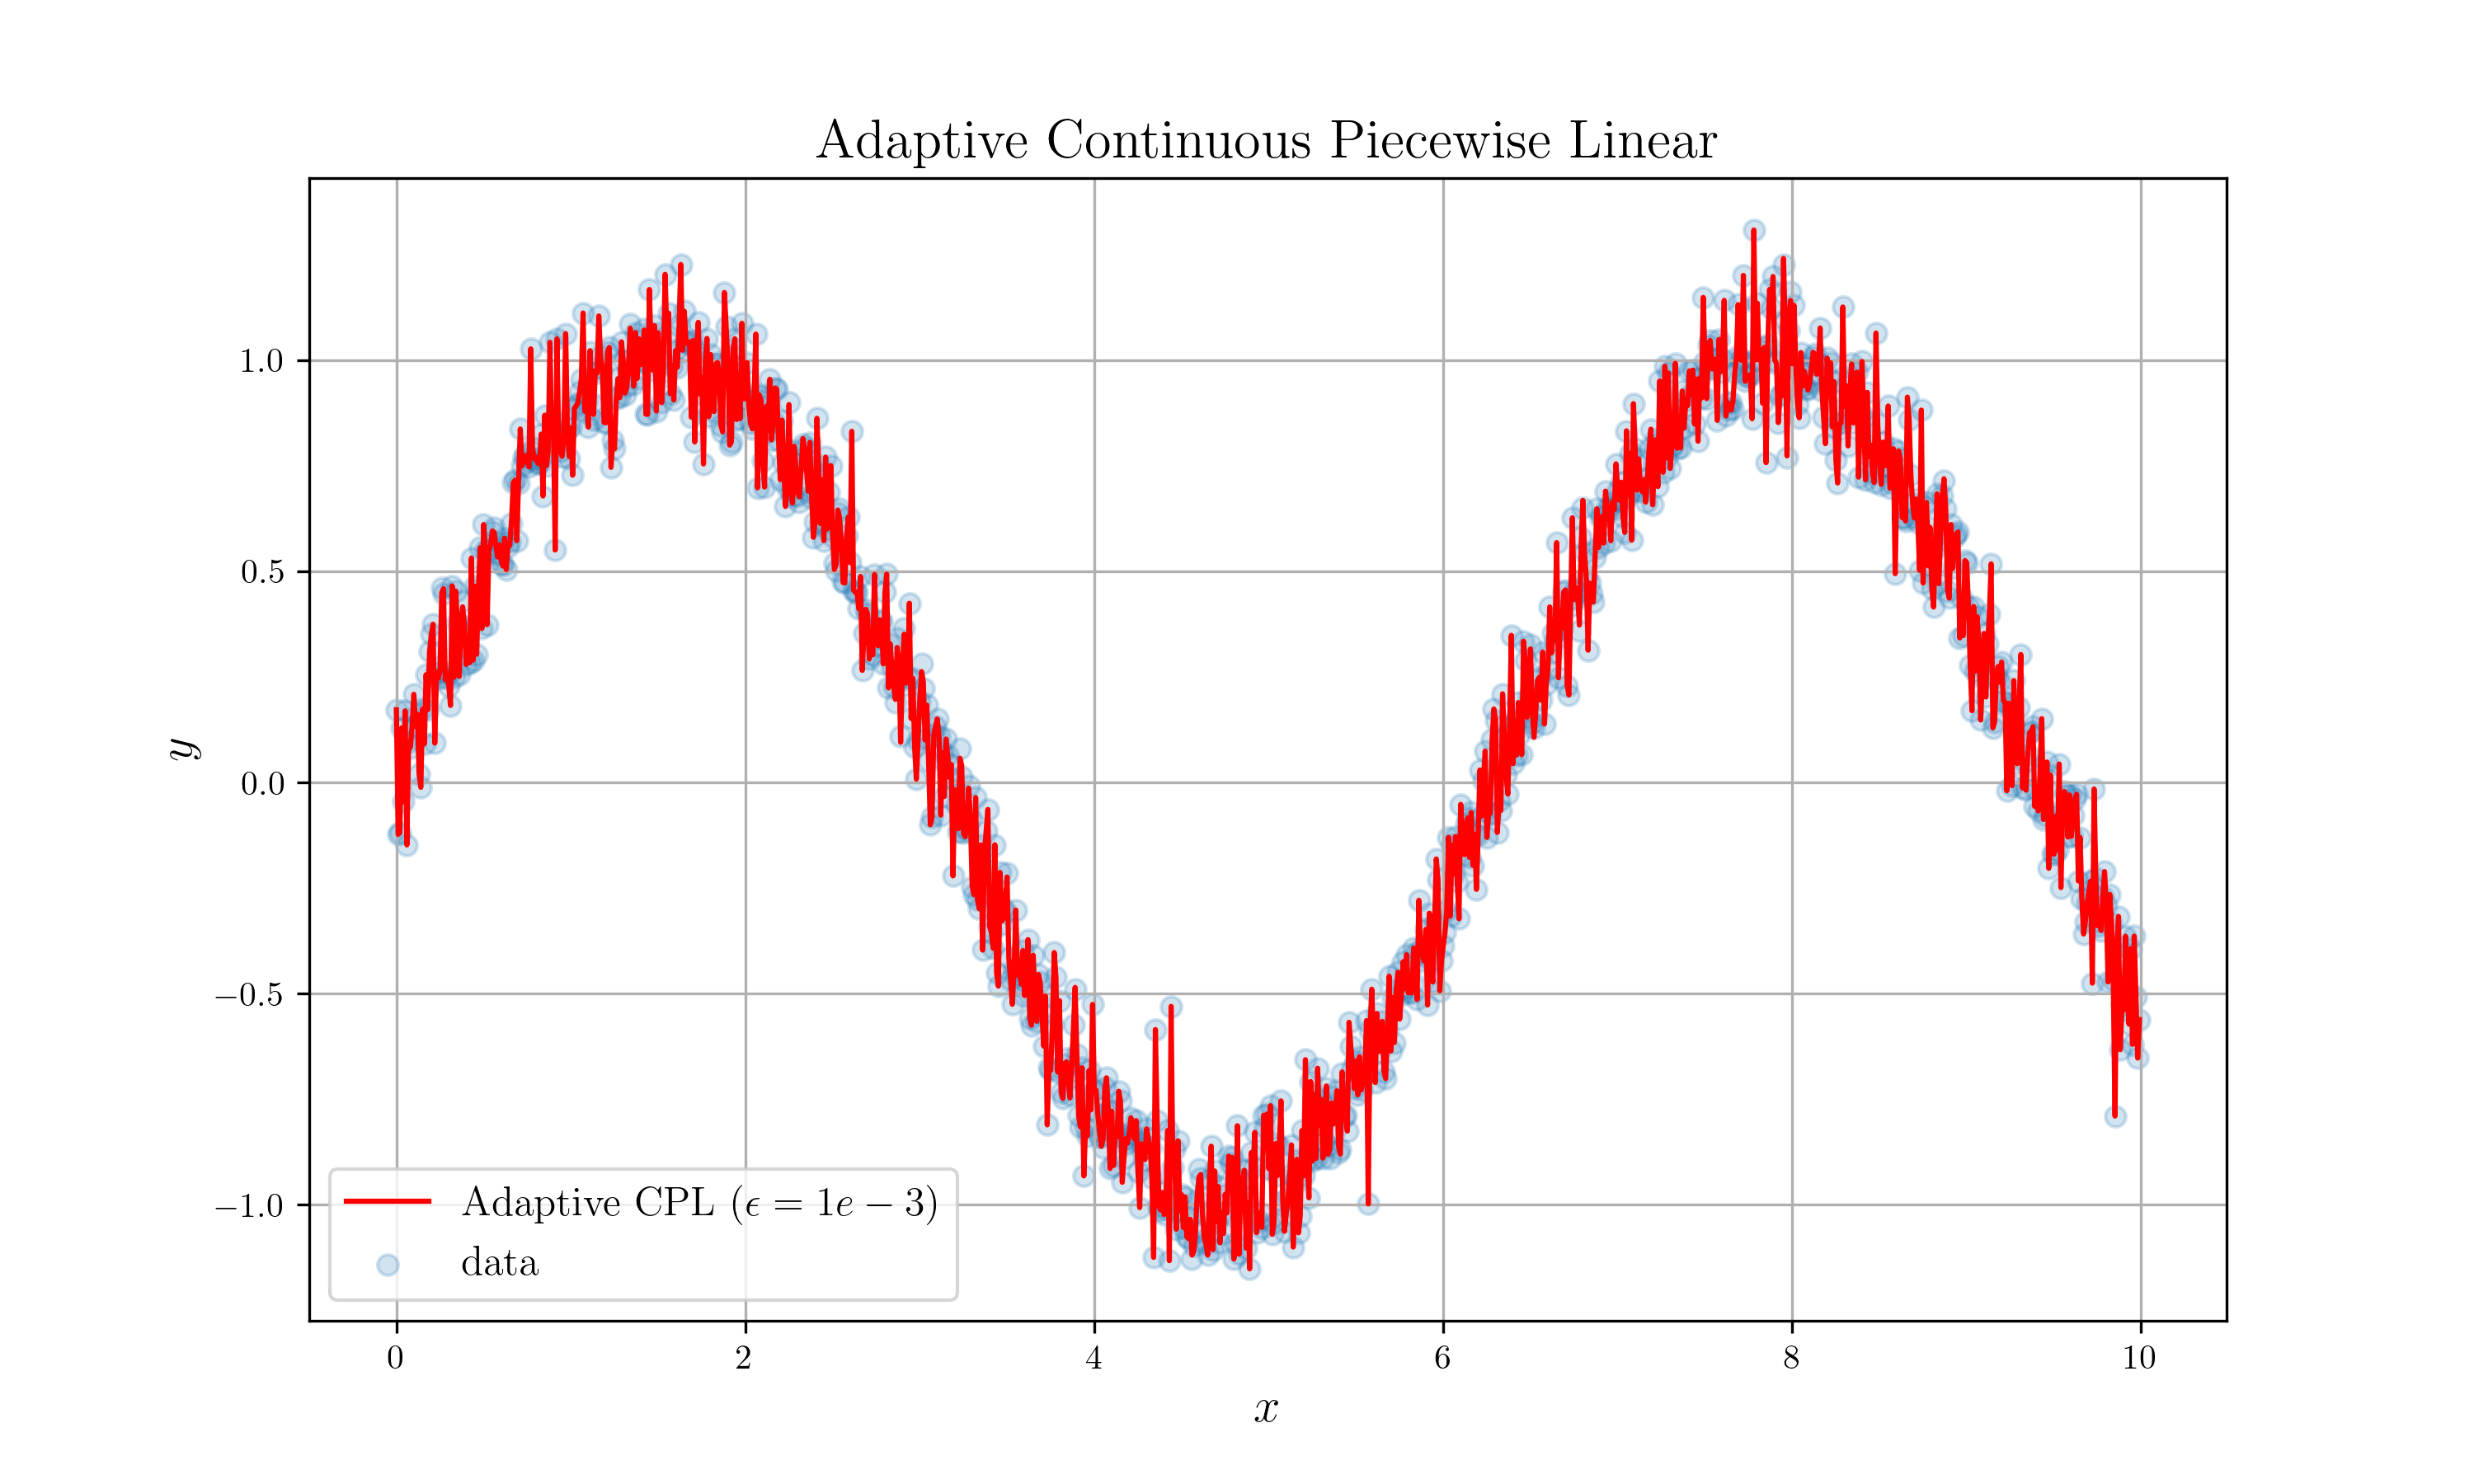 Adaptive Continuous Piecewise Linear
y
1.0
0.5
0.0
−0.5
−1.0
Adaptive CPL (ϵ = 1e − 3)
data
0 2 4 6 8 10
x